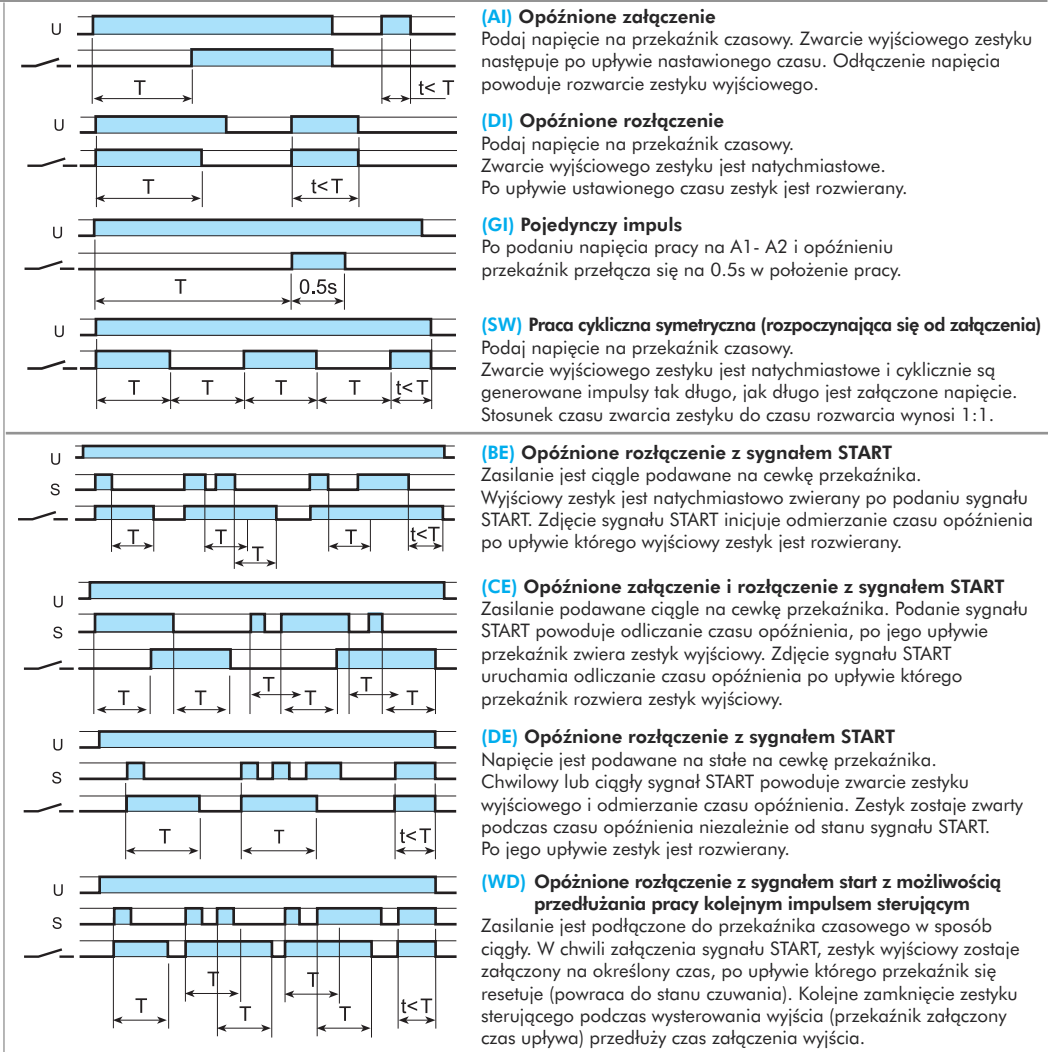 (AI) Opóźnione załączenie
Podaj napięcie na przekaźnik czasowy. Zwarcie wyjściowego zestyku
następuje po upływie nastawionego czasu. Odłączenie napięcia
powoduje rozwarcie zestyku wyjściowego.
U
T
t< T
(DI) Opóźnione rozłączenie
Podaj napięcie na przekaźnik czasowy.
Zwarcie wyjściowego zestyku jest natychmiastowe.
Po upływie ustawionego czasu zestyk jest rozwierany.
U
T
t<T
(GI) Pojedynczy impuls
Po podaniu napięcia pracy na A1- A2 i opóźnieniu
przekaźnik przełącza się na 0.5s w położenie pracy.
U
T
0.5s
(SW) Praca cykliczna symetryczna (rozpoczynająca się od załączenia)
Podaj napięcie na przekaźnik czasowy.
Zwarcie wyjściowego zestyku jest natychmiastowe i cyklicznie są
generowane impulsy tak długo, jak długo jest załączone napięcie.
Stosunek czasu zwarcia zestyku do czasu rozwarcia wynosi 1:1.
U
T T T T t<T
(BE) Opóźnione rozłączenie z sygnałem START
Zasilanie jest ciągle podawane na cewkę przekaźnika.
Wyjściowy zestyk jest natychmiastowo zwierany po podaniu sygnału
START. Zdjęcie sygnału START inicjuje odmierzanie czasu opóźnienia
po upływie którego wyjściowy zestyk jest rozwierany.
U
S
T T T t<T
T
(CE) Opóźnione załączenie i rozłączenie z sygnałem START
Zasilanie podawane ciągle na cewkę przekaźnika. Podanie sygnału
START powoduje odliczanie czasu opóźnienia, po jego upływie
przekaźnik zwiera zestyk wyjściowy. Zdjęcie sygnału START
uruchamia odliczanie czasu opóźnienia po upływie którego
przekaźnik rozwiera zestyk wyjściowy.
U
S
T T
T T T T
(DE) Opóźnione rozłączenie z sygnałem START
Napięcie jest podawane na stałe na cewkę przekaźnika.
Chwilowy lub ciągły sygnał START powoduje zwarcie zestyku
wyjściowego i odmierzanie czasu opóźnienia. Zestyk zostaje zwarty
podczas czasu opóźnienia niezależnie od stanu sygnału START.
Po jego upływie zestyk jest rozwierany.
U
S
T T t<T
(WD) Opóżnione rozłączenie z sygnałem start z możliwością
przedłużania pracy kolejnym impulsem sterującym
Zasilanie jest podłączone do przekaźnika czasowego w sposób
ciągły. W chwili załączenia sygnału START, zestyk wyjściowy zostaje
załączony na określony czas, po upływie którego przekaźnik się
resetuje (powraca do stanu czuwania). Kolejne zamknięcie zestyku
sterującego podczas wysterowania wyjścia (przekaźnik załączony
czas upływa) przedłuży czas załączenia wyjścia.
U
S
T T
T T T t<T